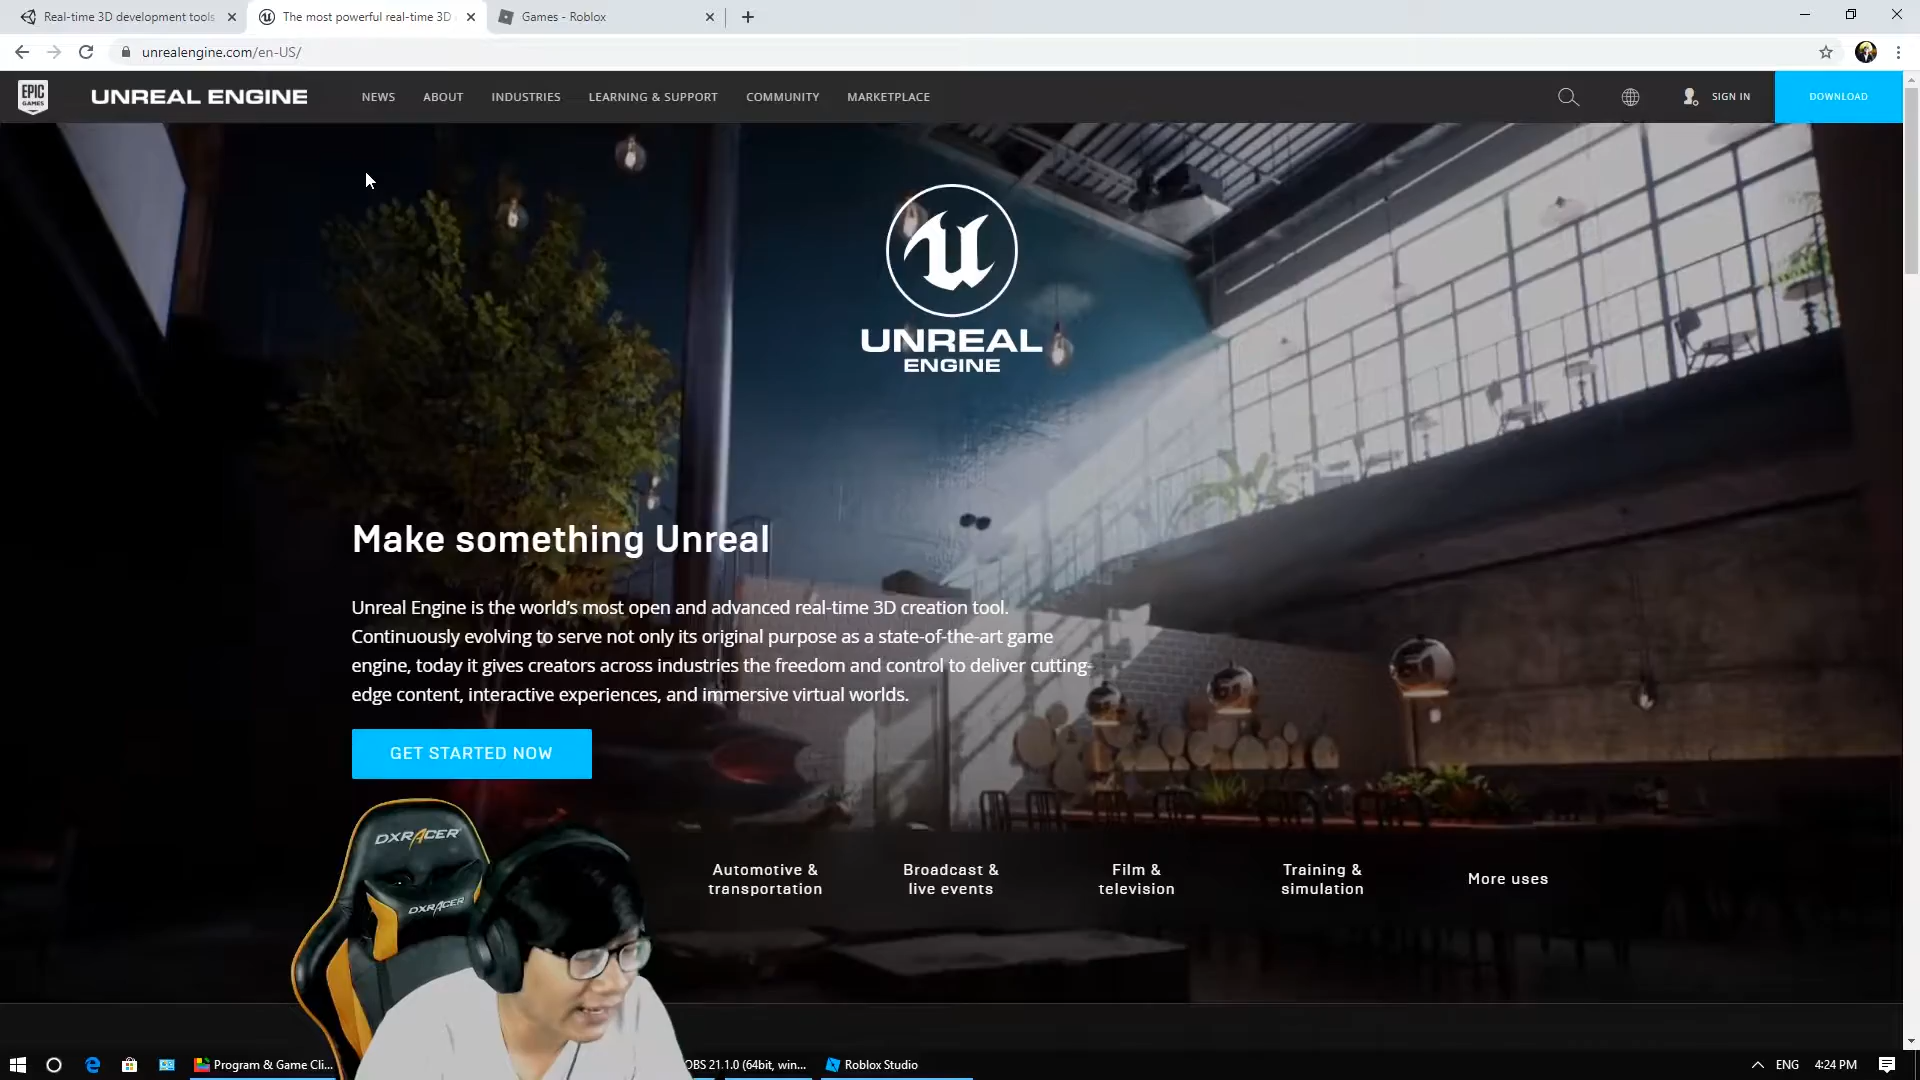 Real-time 3D development tools
The most powerful real-time 3D
Games - Roblox
unrealengine.com/en-US/
EPIC GAMES
UNREAL ENGINE
NEWS
ABOUT
INDUSTRIES
LEARNING & SUPPORT
COMMUNITY
MARKETPLACE
SIGN IN
DOWNLOAD
UNREAL
ENGINE
Make something Unreal
Unreal Engine is the world’s most open and advanced real-time 3D creation tool.
Continuously evolving to serve not only its original purpose as a state-of-the-art game
engine, today it gives creators across industries the freedom and control to deliver cutting-
edge content, interactive experiences, and immersive virtual worlds.
GET STARTED NOW
DXRACER
DXRACER
Automotive &
transportation
Broadcast &
live events
Film &
television
Training &
simulation
More uses
Program & Game Cli...
OBS 21.1.0 (64bit, win...
Roblox Studio
ENG
4:24 PM